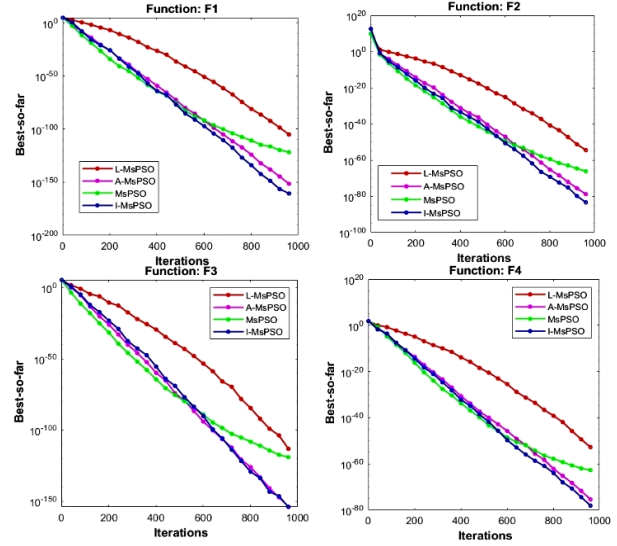 Function: F1
Best-so-far
10^0
10^-50
10^-100
10^-150
10^-200
L-MsPSO
A-MsPSO
MsPSO
I-MsPSO
0 200 400 600 800 1000
Iterations
Function: F2
Best-so-far
10^20
10^0
10^-20
10^-40
10^-60
10^-80
10^-100
L-MsPSO
A-MsPSO
MsPSO
I-MsPSO
0 200 400 600 800 1000
Iterations
Function: F3
Best-so-far
10^0
10^-50
10^-100
10^-150
L-MsPSO
A-MsPSO
MsPSO
I-MsPSO
0 200 400 600 800 1000
Iterations
Function: F4
Best-so-far
10^20
10^0
10^-20
10^-40
10^-60
10^-80
L-MsPSO
A-MsPSO
MsPSO
I-MsPSO
0 200 400 600 800 1000
Iterations